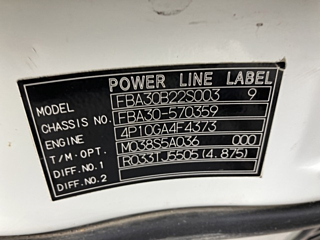 POWER LINE LABEL
MODEL FBA30B22S003 9
CHASSIS NO. FBA30-570359
ENGINE 4P10GA4F4373
T/M·OPT. M038S5A036 000
DIFF.NO.1 R0331J5505(4.875)
DIFF.NO.2